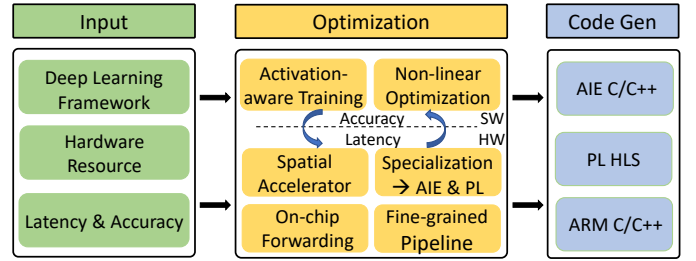 Input
Optimization
Code Gen
Deep Learning
Framework
Hardware
Resource
Latency & Accuracy
Activation-
aware Training
Non-linear
Optimization
Accuracy
SW
Latency
HW
Spatial
Accelerator
Specialization
→ AIE & PL
On-chip
Forwarding
Fine-grained
Pipeline
AIE C/C++
PL HLS
ARM C/C++